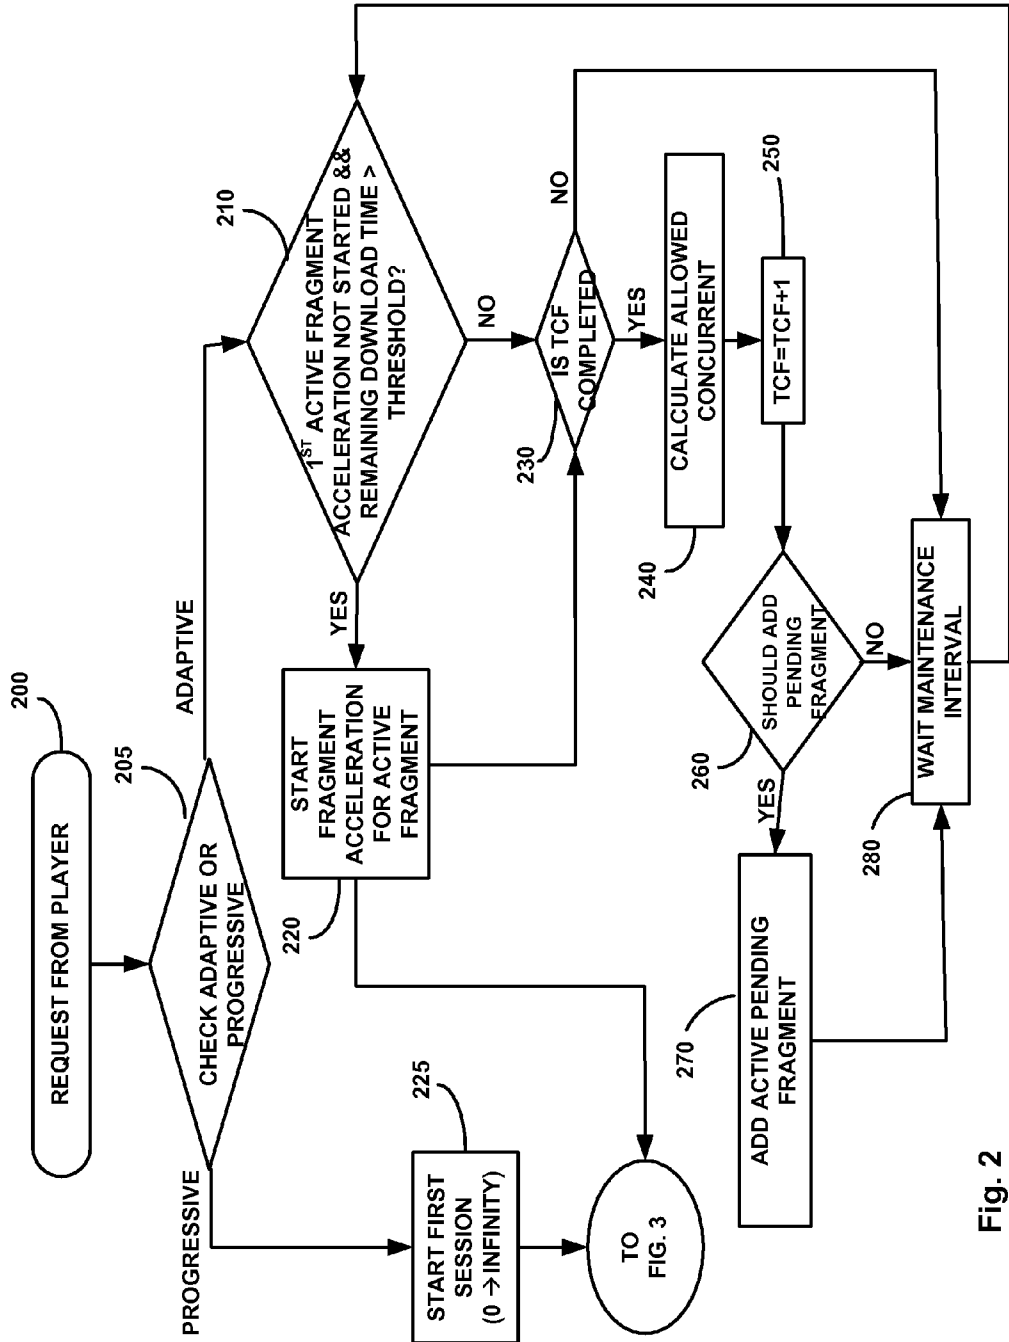 200
REQUEST FROM PLAYER
205
CHECK ADAPTIVE OR
PROGRESSIVE
ADAPTIVE
PROGRESSIVE
210
1ST ACTIVE FRAGMENT
ACCELERATION NOT STARTED &&
REMAINING DOWNLOAD TIME >
THRESHOLD?
YES
NO
START
FRAGMENT
ACCELERATION
FOR ACTIVE
FRAGMENT
220
225
START FIRST
SESSION
(0 →INFINITY)
TO
FIG. 3
230
IS TCF
COMPLETED
NO
YES
240
CALCULATE ALLOWED
CONCURRENT
250
TCF=TCF+1
260
SHOULD ADD
PENDING
FRAGMENT
YES
NO
270
ADD ACTIVE PENDING
FRAGMENT
280
WAIT MAINTENANCE
INTERVAL
Fig. 2